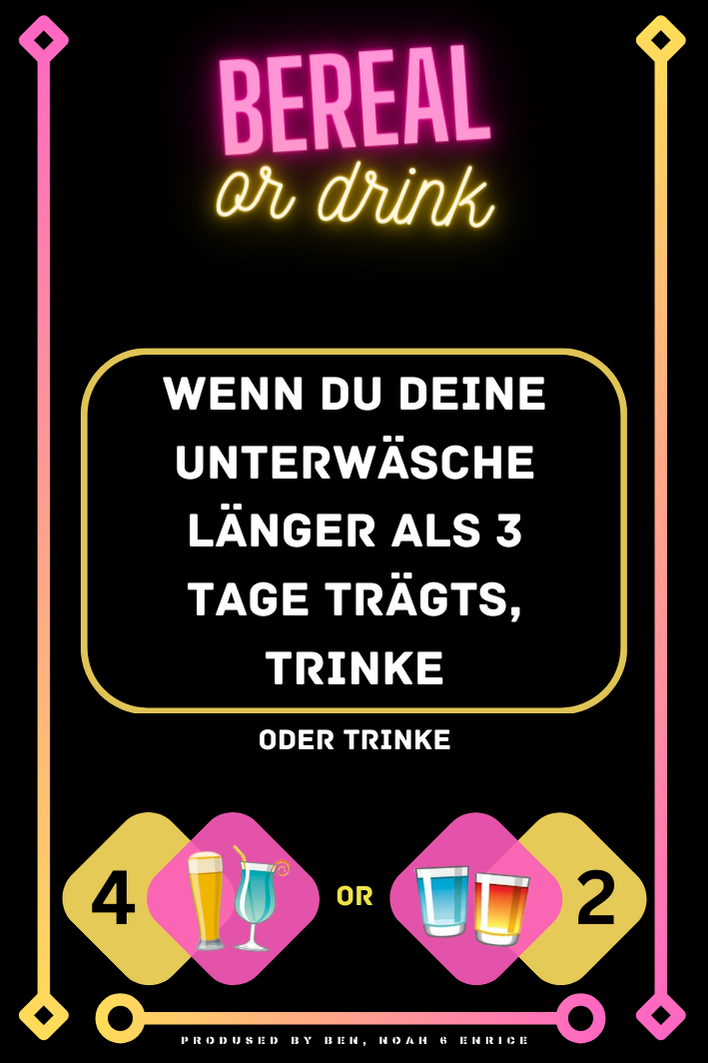 BEREAL
or drink
WENN DU DEINE
UNTERWÄSCHE
LÄNGER ALS 3
TAGE TRÄGTS,
TRINKE
ODER TRINKE
4 OR 2
PRODUSED BY BEN, NOAH & ENRICE